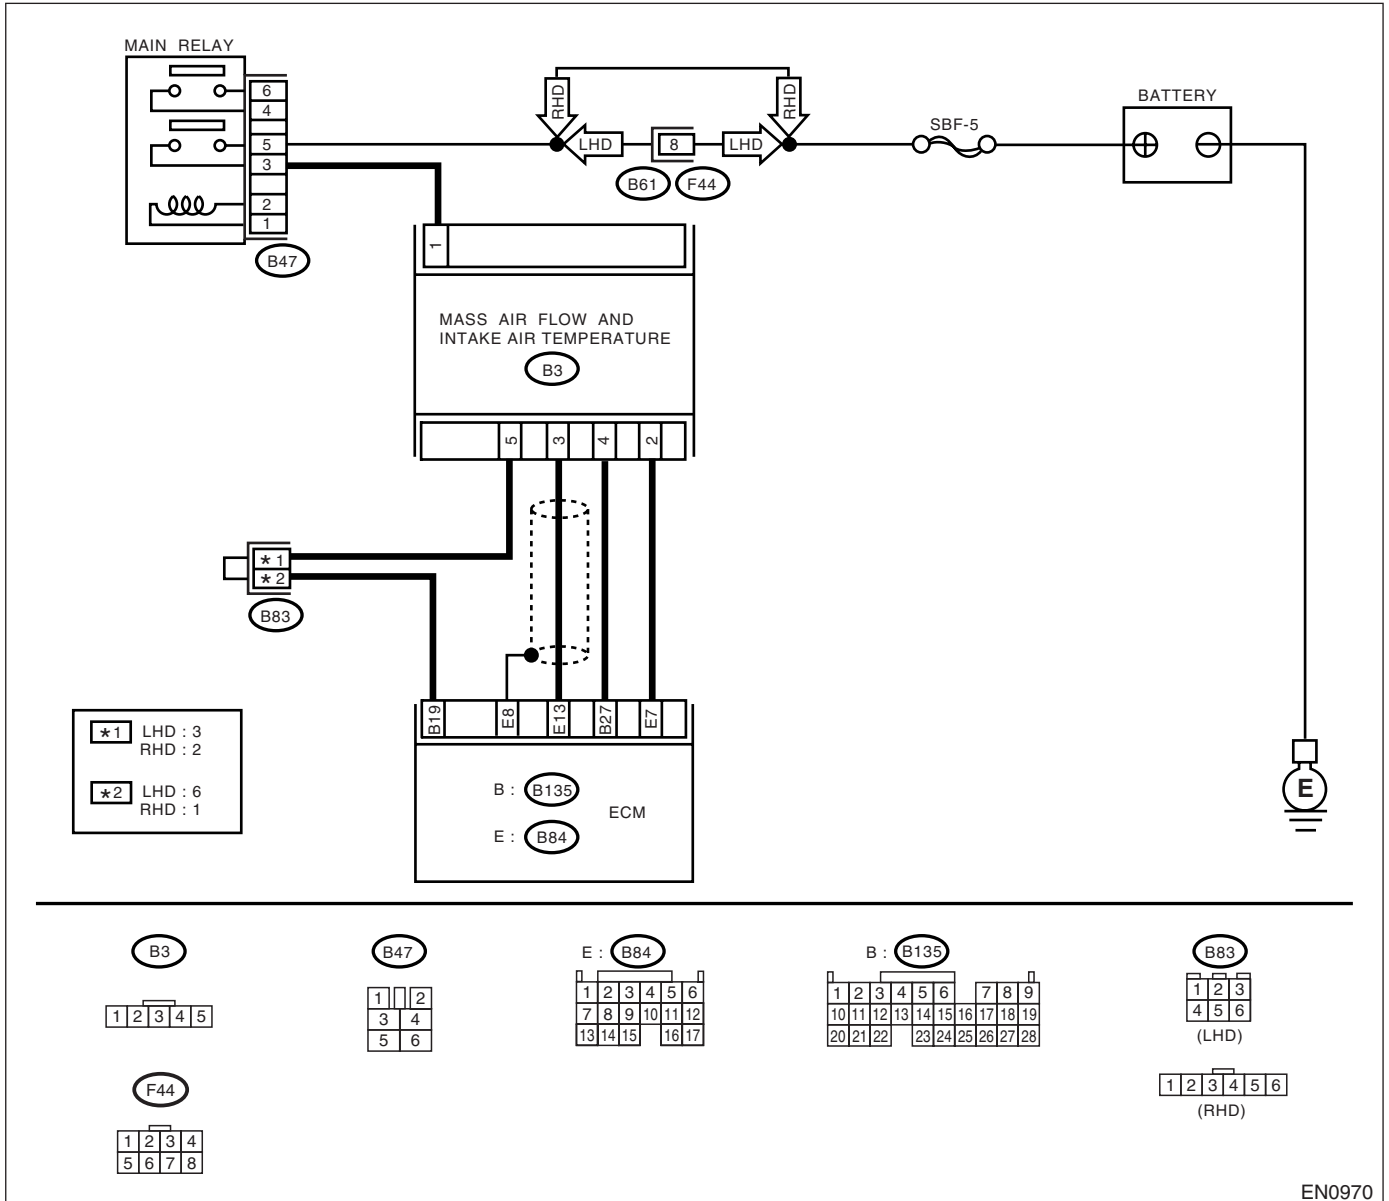 MAIN RELAY
6
4
5
3
2
1
B47
RHD
RHD
LHD
8
LHD
B61
F44
SBF-5
BATTERY
1
MASS AIR FLOW AND
INTAKE AIR TEMPERATURE
B3
5 3 4 2
*1
*2
B83
B19 E8 E13 B27 E7
B : B135
ECM
E : B84
*1 LHD : 3
RHD : 2
*2 LHD : 6
RHD : 1
E
B3
1 2 3 4 5
B47
1 2
3 4
5 6
E : B84
1 2 3 4 5 6
7 8 9 10 11 12
13 14 15 16 17
B : B135
1 2 3 4 5 6 7 8 9
10 11 12 13 14 15 16 17 18 19
20 21 22 23 24 25 26 27 28
B83
1 2 3
4 5 6
(LHD)
1 2 3 4 5 6
(RHD)
F44
1 2 3 4
5 6 7 8
EN0970